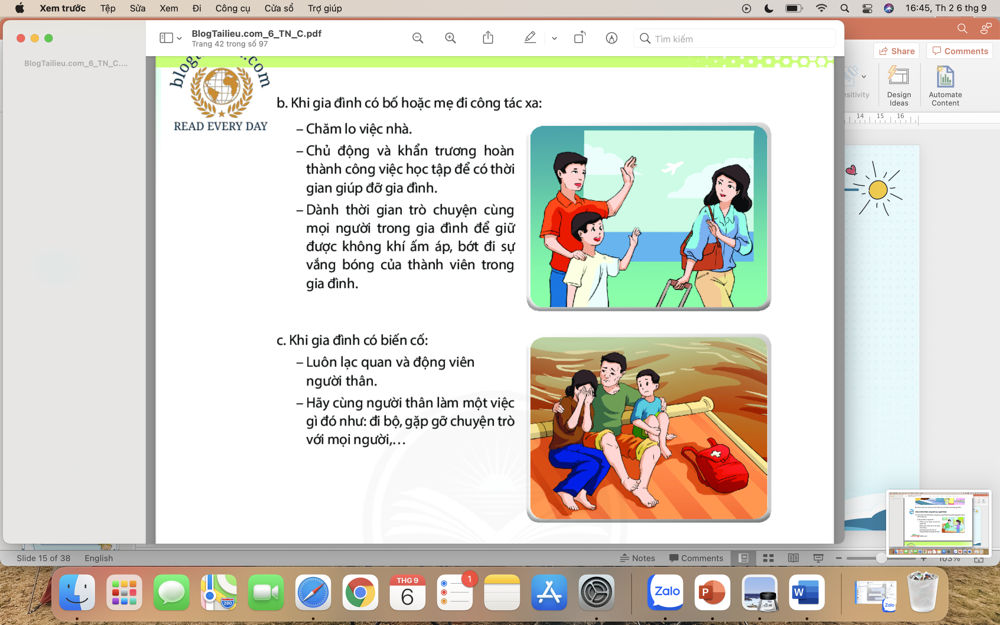 Xem trước Tệp Sửa Xem Đi Công cụ Cửa sổ Trợ giúp 16:45, Th 2 6 thg 9
BlogTailieu.com_6_TN_C.pdf
Trang 42 trong số 97
Tìm kiếm
BlogTailieu.com_6_TN_C....
Share Comments
Design Ideas
Automate Content
14 15 16
READ EVERY DAY
b. Khi gia đình có bố hoặc mẹ đi công tác xa:
– Chăm lo việc nhà.
– Chủ động và khẩn trương hoàn
thành công việc học tập để có thời
gian giúp đỡ gia đình.
– Dành thời gian trò chuyện cùng
mọi người trong gia đình để giữ
được không khí ấm áp, bớt đi sự
vắng bóng của thành viên trong
gia đình.
c. Khi gia đình có biến cố:
– Luôn lạc quan và động viên
người thân.
– Hãy cùng người thân làm một việc
gì đó như: đi bộ, gặp gỡ chuyện trò
với mọi người,...
Slide 15 of 38 English Notes Comments 103%
280
THG 9
6
1
Zalo
P
W
Zalo